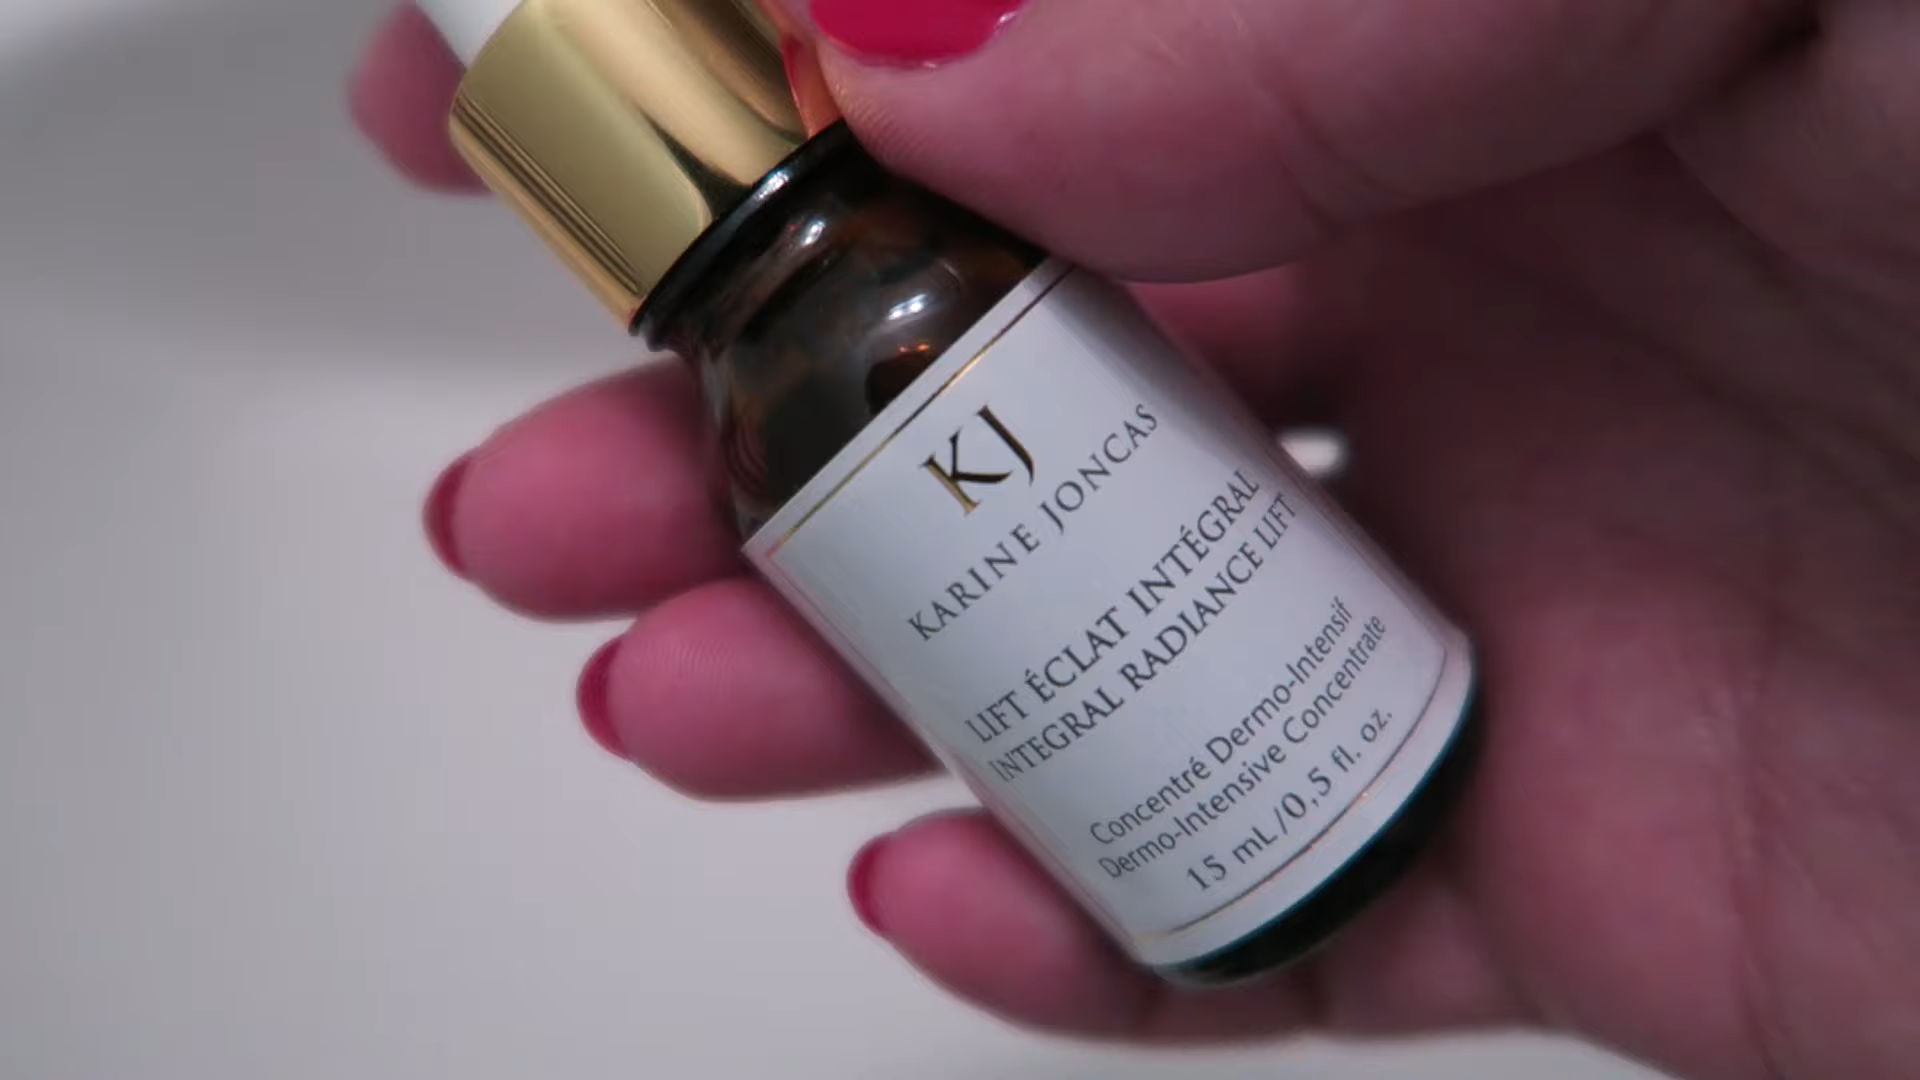 KJ
KARINE JONCAS
LIFT ÉCLAT INTÉGRAL
INTEGRAL RADIANCE LIFT
Concentré Dermo-Intensif
Dermo-Intensive Concentrate
15 mL/0,5 fl. oz.